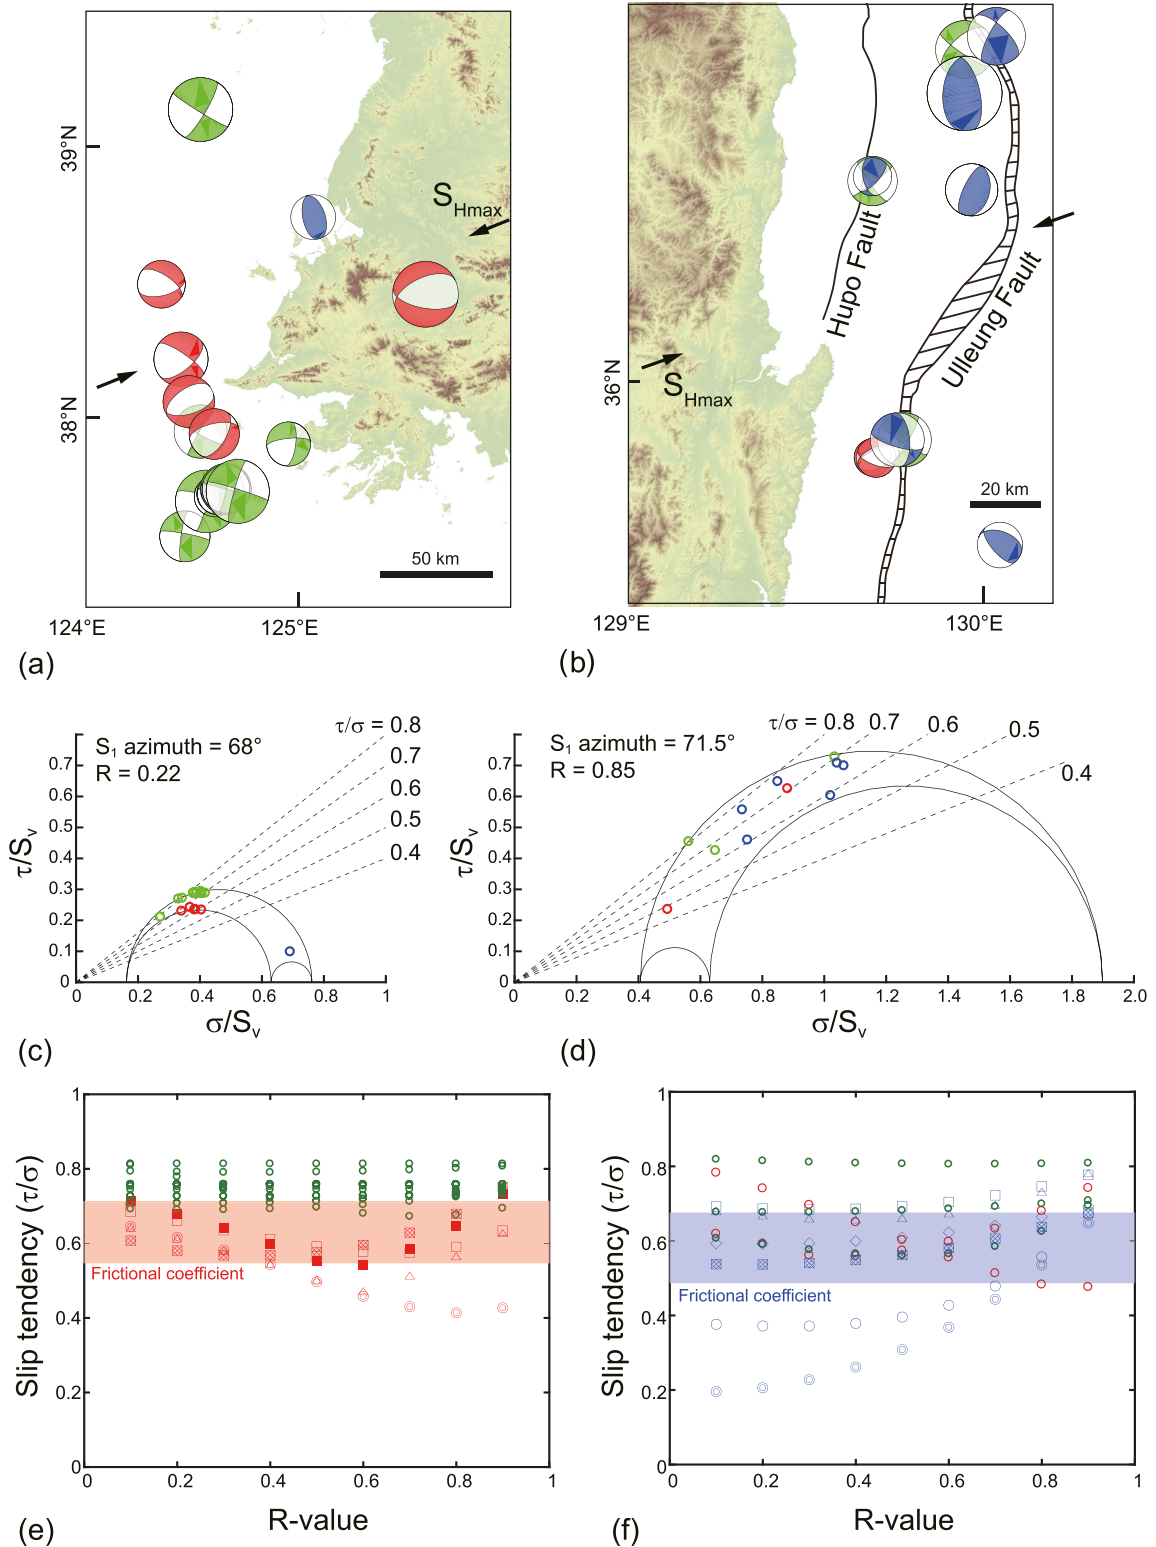 39°N
38°N
S Hmax
50 km
124°E
125°E
(a)
36°N
S Hmax
Hupo Fault
Ulleung Fault
20 km
129°E
130°E
(b)
S₁ azimuth = 68°
R = 0.22
τ/σ = 0.8
0.7
0.6
0.5
0.4
τ/Sᵥ
0.7
0.6
0.5
0.4
0.3
0.2
0.1
0
0 0.2 0.4 0.6 0.8 1
σ/Sᵥ
(c)
S₁ azimuth = 71.5°
R = 0.85
τ/σ = 0.8
0.7
0.6
0.5
0.4
τ/Sᵥ
0.7
0.6
0.5
0.4
0.3
0.2
0.1
0
0 0.2 0.4 0.6 0.8 1 1.2 1.4 1.6 1.8 2.0
σ/Sᵥ
(d)
Slip tendency (τ/σ)
1
0.8
0.6
0.4
0.2
0
Frictional coefficient
0 0.2 0.4 0.6 0.8 1
R-value
(e)
Slip tendency (τ/σ)
1
0.8
0.6
0.4
0.2
0
Frictional coefficient
0 0.2 0.4 0.6 0.8 1
R-value
(f)